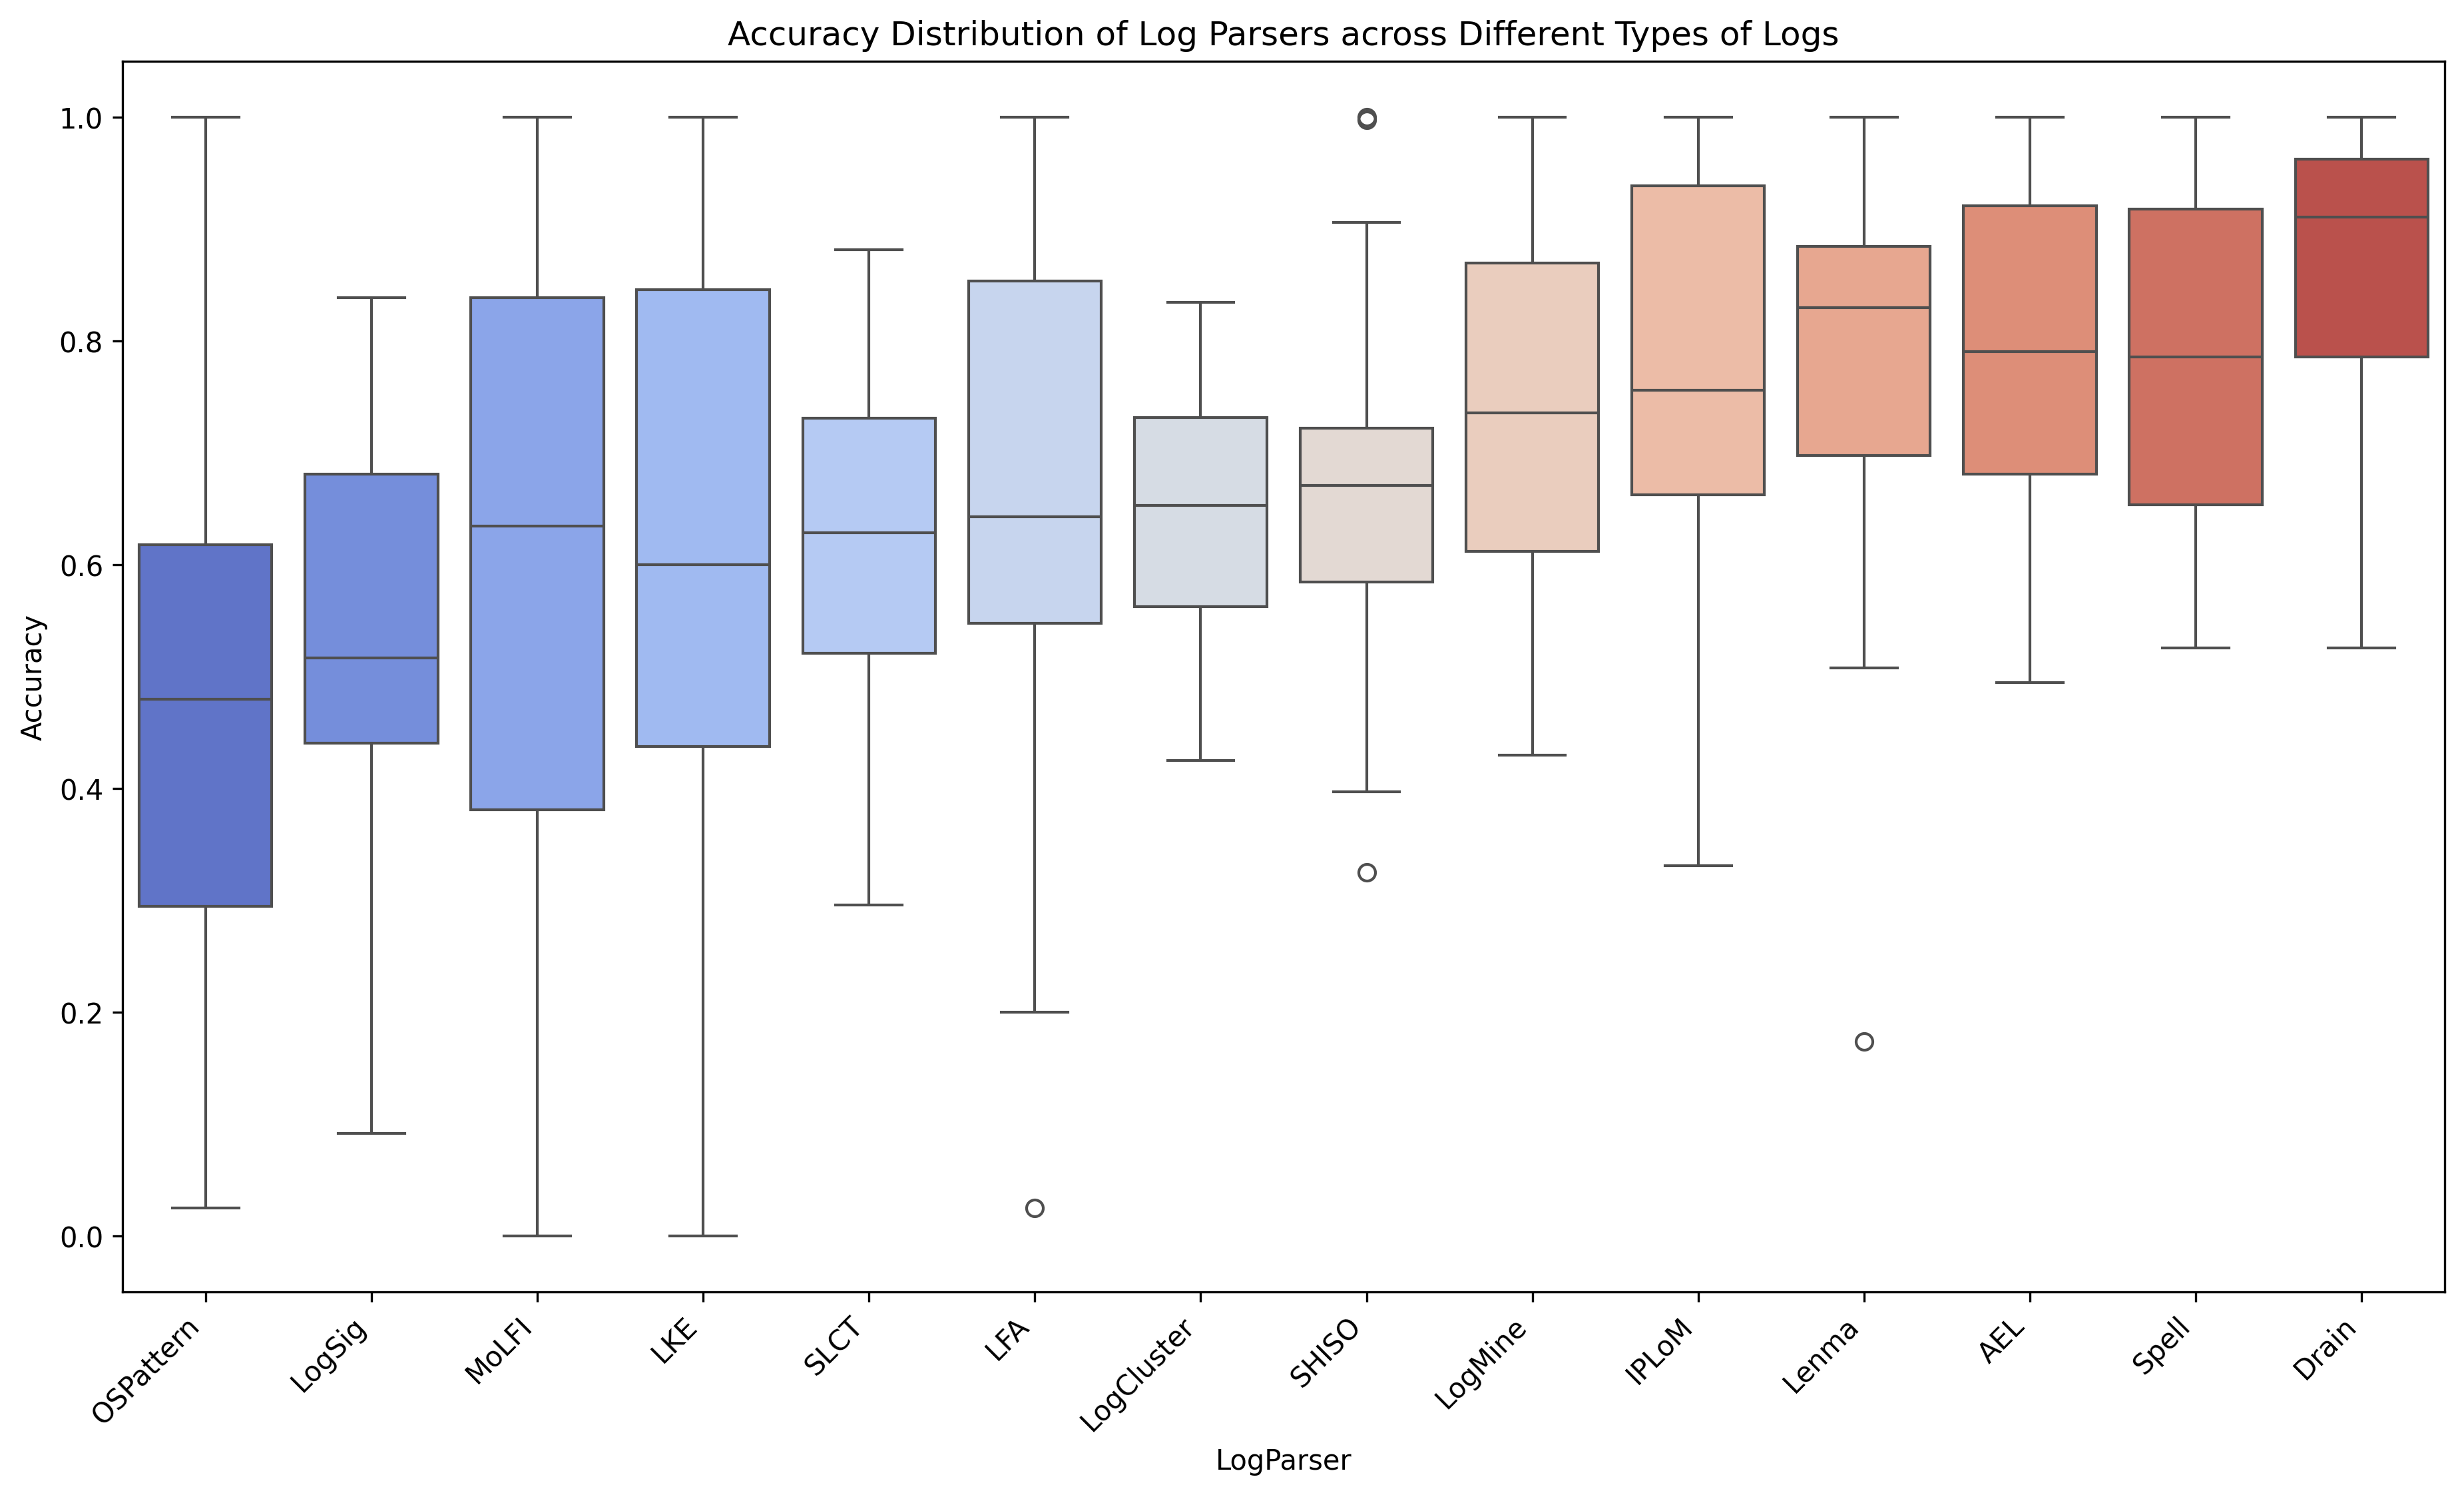 Accuracy Distribution of Log Parsers across Different Types of Logs
Accuracy
1.0
0.8
0.6
0.4
0.2
0.0
OSPattern
LogSig
MoLFI
LKE
SLCT
LFA
LogCluster
SHISO
LogMine
IPLoM
Lenma
AEL
Spell
Drain
LogParser